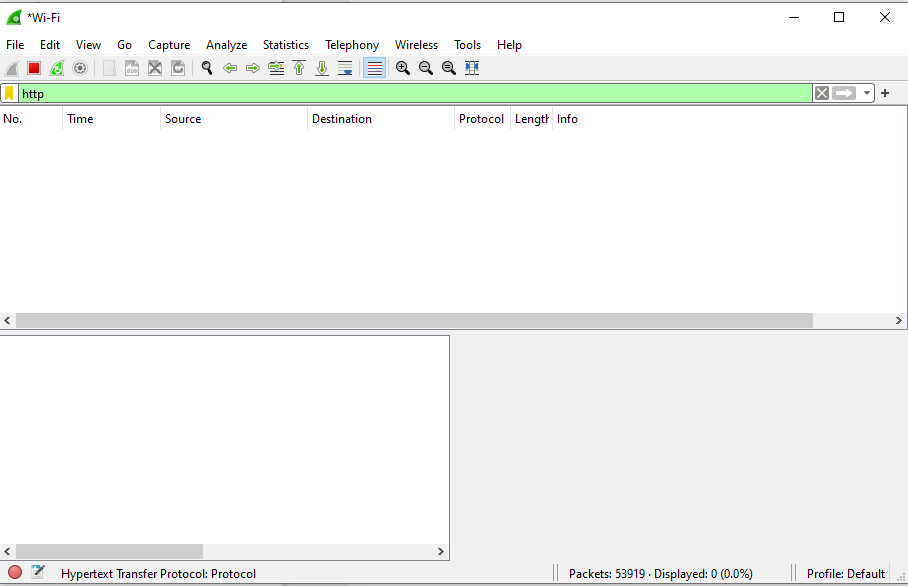 *Wi-Fi
File Edit View Go Capture Analyze Statistics Telephony Wireless Tools Help
http
No. Time Source Destination Protocol Length Info
Hypertext Transfer Protocol: Protocol Packets: 53919 · Displayed: 0 (0.0%) Profile: Default